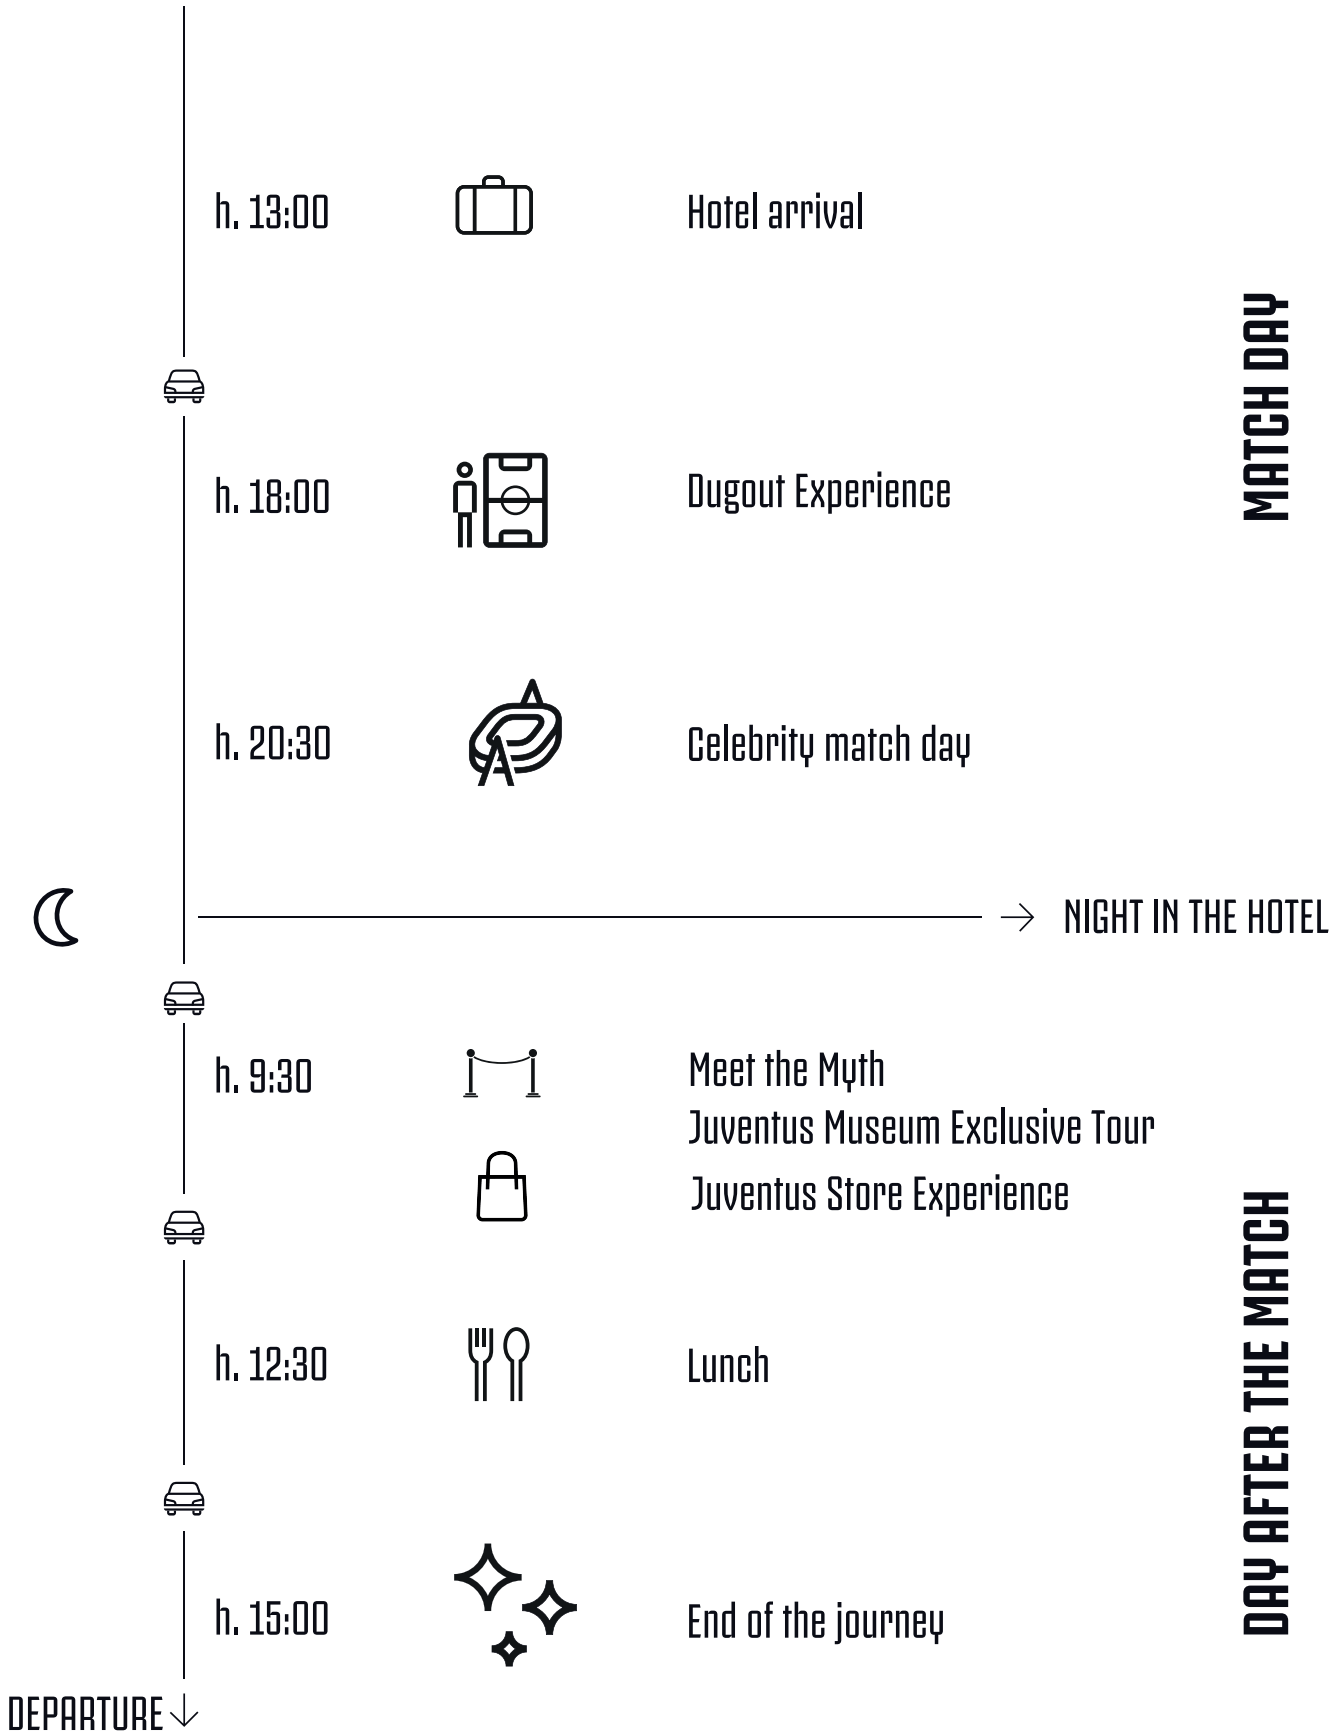 h. 13:00 Hotel arrival
MATCH DAY
h. 18:00 Dugout Experience
h. 20:30 Celebrity match day
NIGHT IN THE HOTEL
h. 9:30 Meet the Myth
Juventus Museum Exclusive Tour
Juventus Store Experience
DAY AFTER THE MATCH
h. 12:30 Lunch
h. 15:00 End of the journey
DEPARTURE